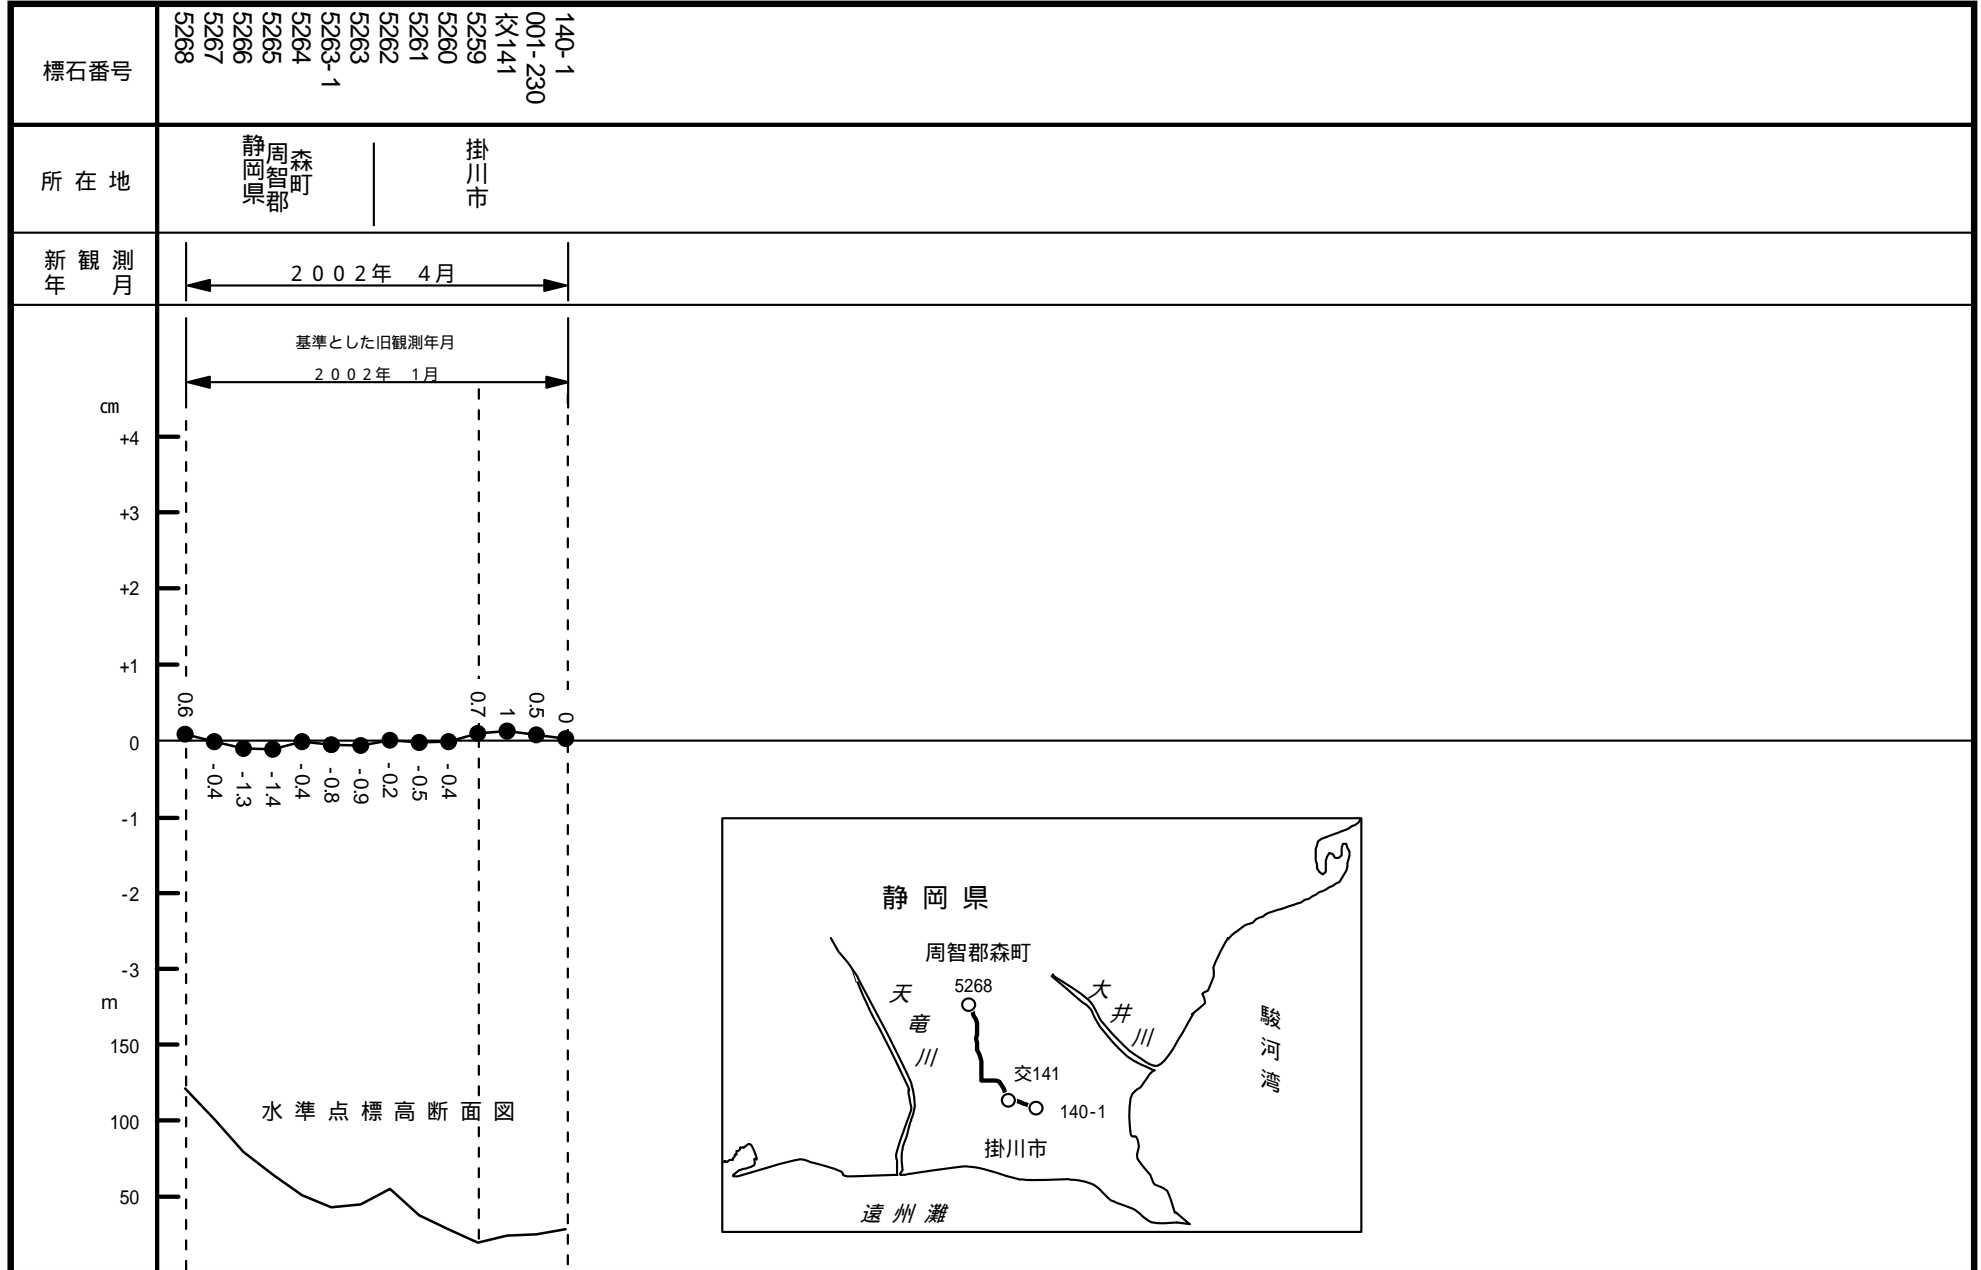 標石番号
5268
5267
5266
5265
5264
5263-1
5263
5262
5261
5260
5259
交141
001-230
140-1
所在地
静岡県
周智郡
森町
掛川市
新観測
年月
2002年 4月
基準とした旧観測年月
2002年 1月
cm
+4
+3
+2
+1
0
-1
-2
-3
0.6
-0.4
-1.3
-1.4
-0.4
-0.8
-0.9
-0.2
-0.5
-0.4
0.7
1
0.5
0
m
150
100
50
水準点標高断面図
静岡県
周智郡森町
5268
天竜川
大井川
駿河湾
交141
140-1
掛川市
遠州灘